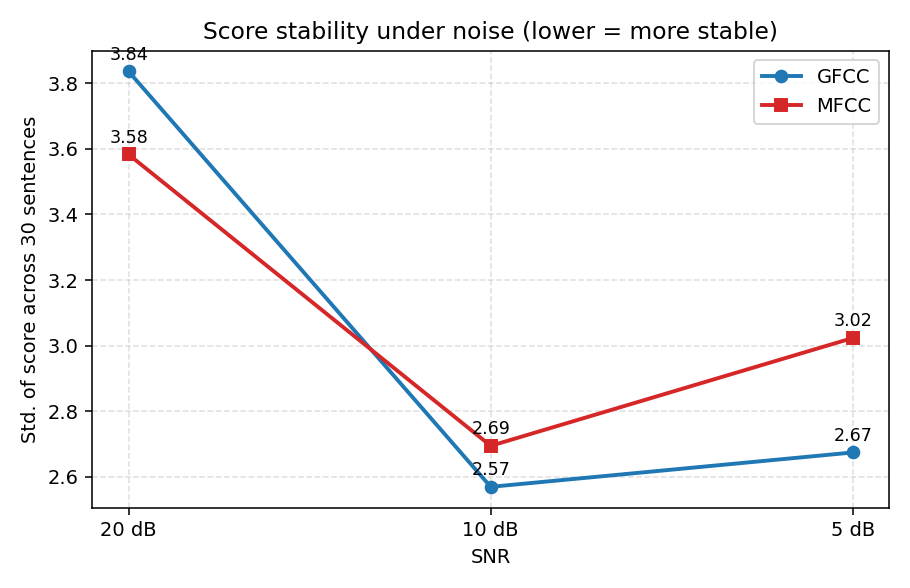 Score stability under noise (lower = more stable)
Std. of score across 30 sentences
3.8
3.6
3.4
3.2
3.0
2.8
2.6
3.84
3.58
2.69
2.57
3.02
2.67
GFCC
MFCC
20 dB
10 dB
5 dB
SNR